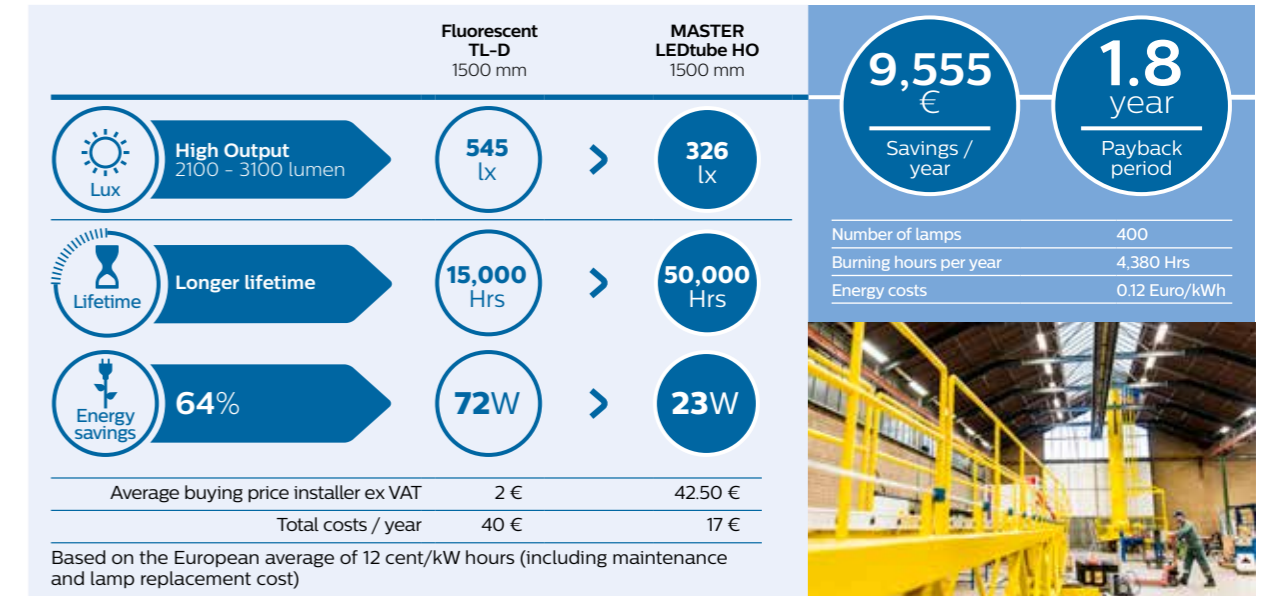 Fluorescent
TL-D
1500 mm
MASTER
LEDtube HO
1500 mm
Lux
High Output
2100 - 3100 lumen
545
lx
>
326
lx
Lifetime
Longer lifetime
15,000
Hrs
>
50,000
Hrs
Energy
savings
64%
72W
>
23W
Average buying price installer ex VAT 2 € 42.50 €
Total costs / year 40 € 17 €
Based on the European average of 12 cent/kW hours (including maintenance
and lamp replacement cost)
9,555
€
Savings /
year
1.8
year
Payback
period
Number of lamps 400
Burning hours per year 4,380 Hrs
Energy costs 0.12 Euro/kWh